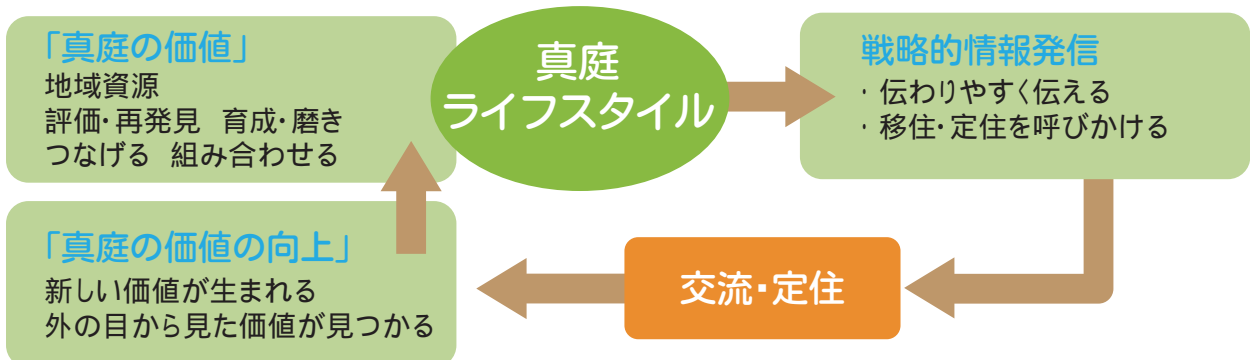 「真庭の価値」
地域資源
評価・再発見　育成・磨き
つなげる　組み合わせる
真庭
ライフスタイル
戦略的情報発信
・伝わりやすく伝える
・移住・定住を呼びかける
交流・定住
「真庭の価値の向上」
新しい価値が生まれる
外の目から見た価値が見つかる